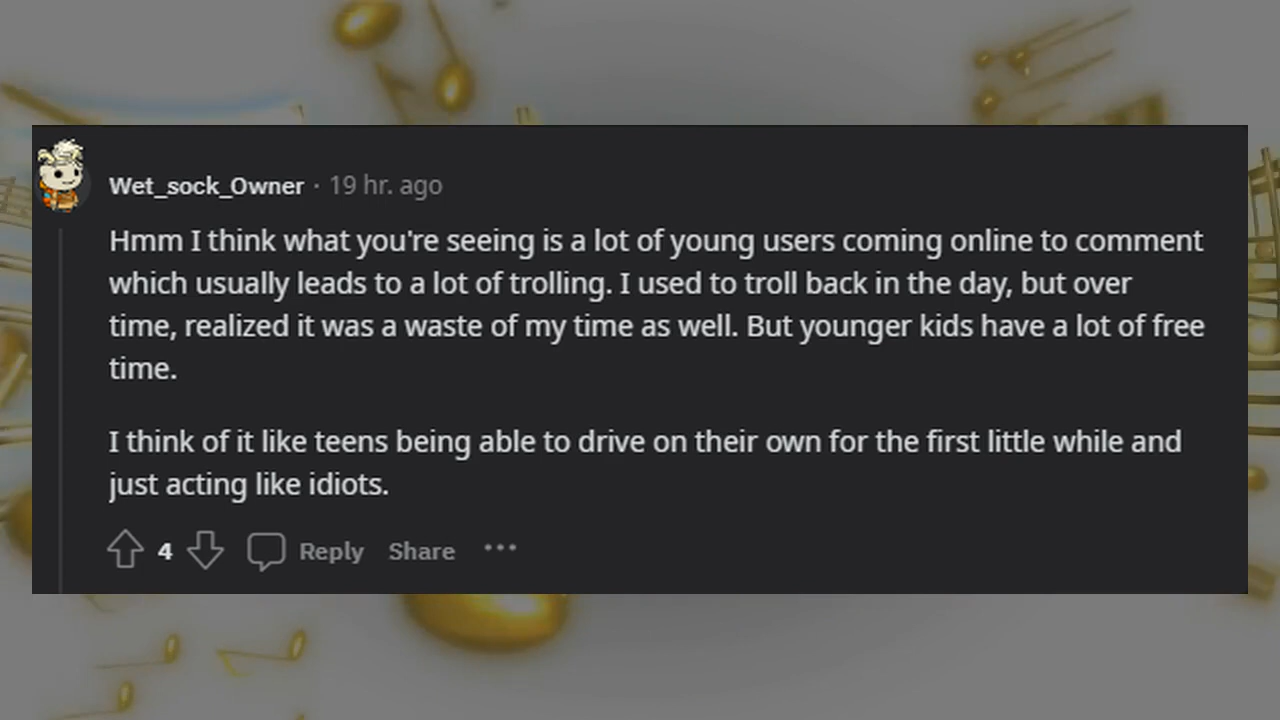 Wet_sock_Owner · 19 hr. ago
Hmm I think what you're seeing is a lot of young users coming online to comment
which usually leads to a lot of trolling. I used to troll back in the day, but over
time, realized it was a waste of my time as well. But younger kids have a lot of free
time.
I think of it like teens being able to drive on their own for the first little while and
just acting like idiots.
4 Reply Share ···